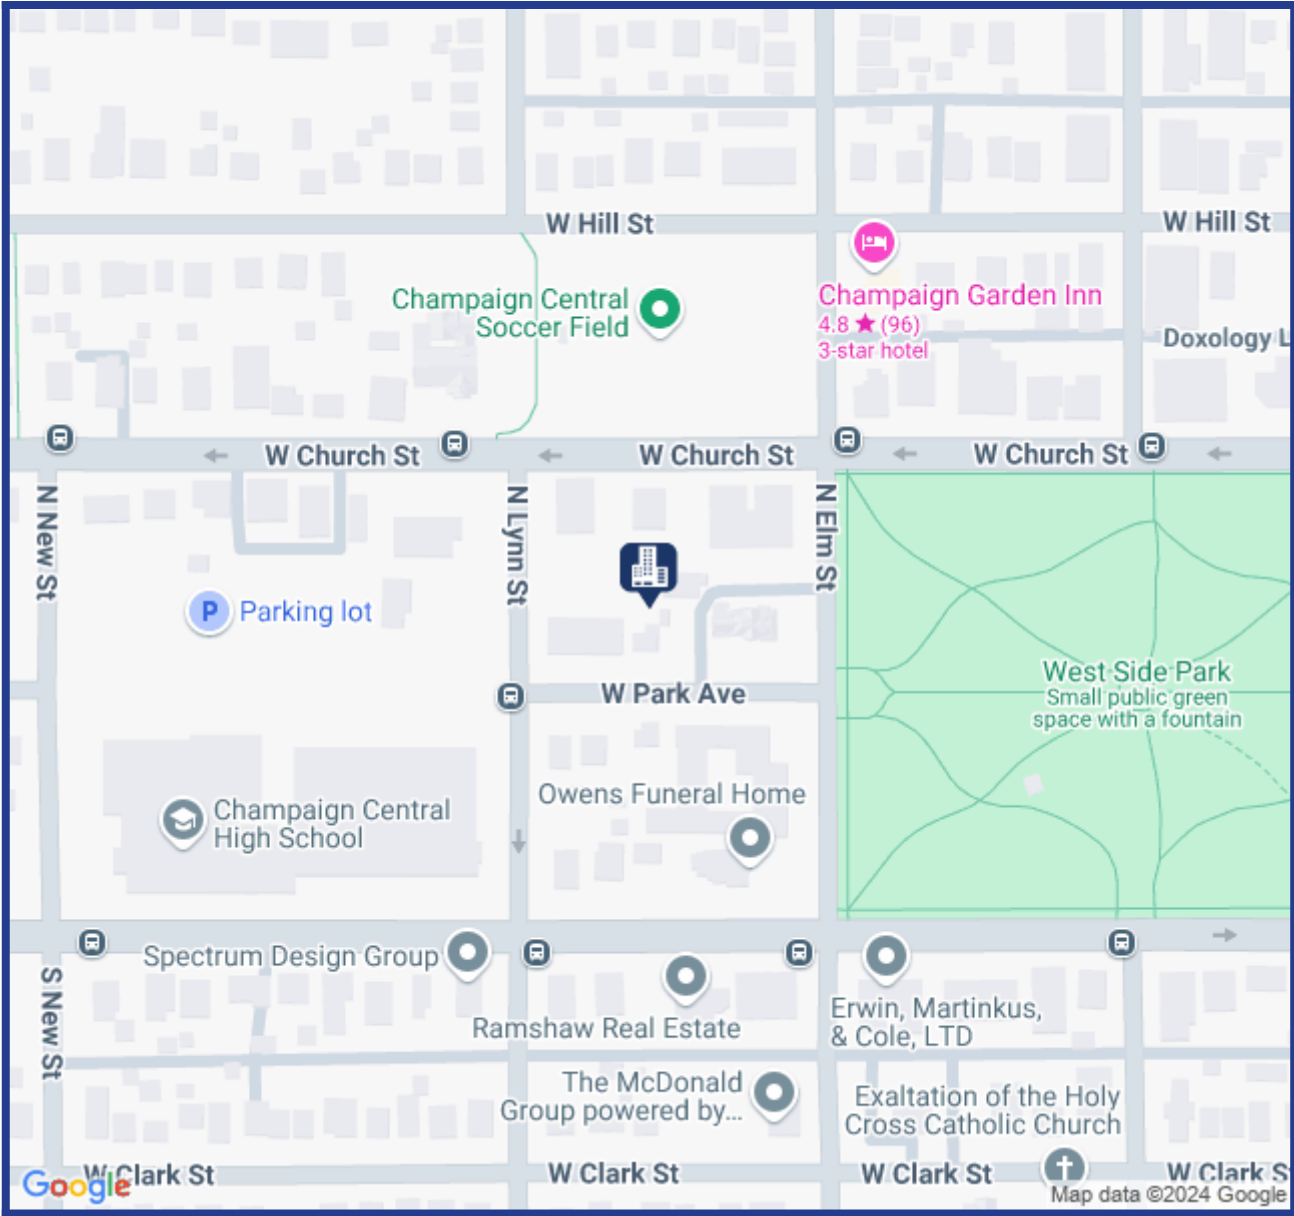 W Hill St
W Hill St
Champaign Central
Soccer Field
Champaign Garden Inn
4.8 ★ (96)
3-star hotel
Doxology L
W Church St
W Church St
W Church St
N New St
N Lynn St
N Elm St
P
Parking lot
West Side Park
Small public green
space with a fountain
W Park Ave
Owens Funeral Home
Champaign Central
High School
Spectrum Design Group
S New St
Ramshaw Real Estate
Erwin, Martinkus,
& Cole, LTD
The McDonald
Group powered by...
Exaltation of the Holy
Cross Catholic Church
W Clark St
W Clark St
W Clark St
W Clark S
Google
Map data ©2024 Google